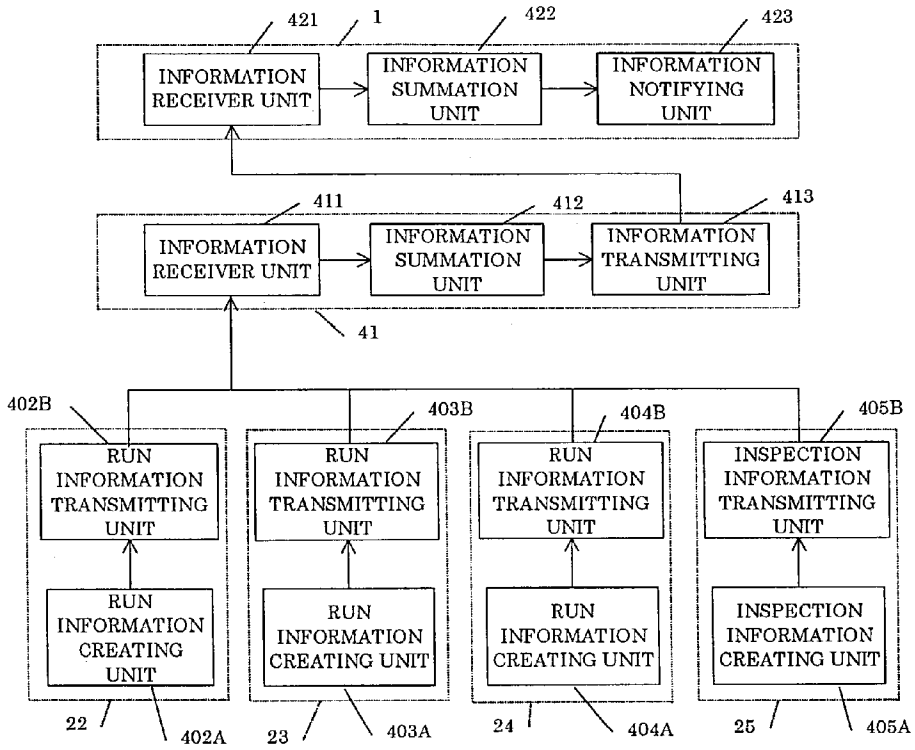 421
1
422
423
INFORMATION
RECEIVER UNIT
INFORMATION
SUMMATION
UNIT
INFORMATION
NOTIFYING
UNIT
411
412
413
INFORMATION
RECEIVER UNIT
INFORMATION
SUMMATION
UNIT
INFORMATION
TRANSMITTING
UNIT
41
402B
403B
404B
405B
RUN
INFORMATION
TRANSMITTING
UNIT
RUN
INFORMATION
TRANSMITTING
UNIT
RUN
INFORMATION
TRANSMITTING
UNIT
INSPECTION
INFORMATION
TRANSMITTING
UNIT
RUN
INFORMATION
CREATING
UNIT
RUN
INFORMATION
CREATING UNIT
RUN
INFORMATION
CREATING UNIT
INSPECTION
INFORMATION
CREATING UNIT
22
402A
23
403A
24
404A
25
405A